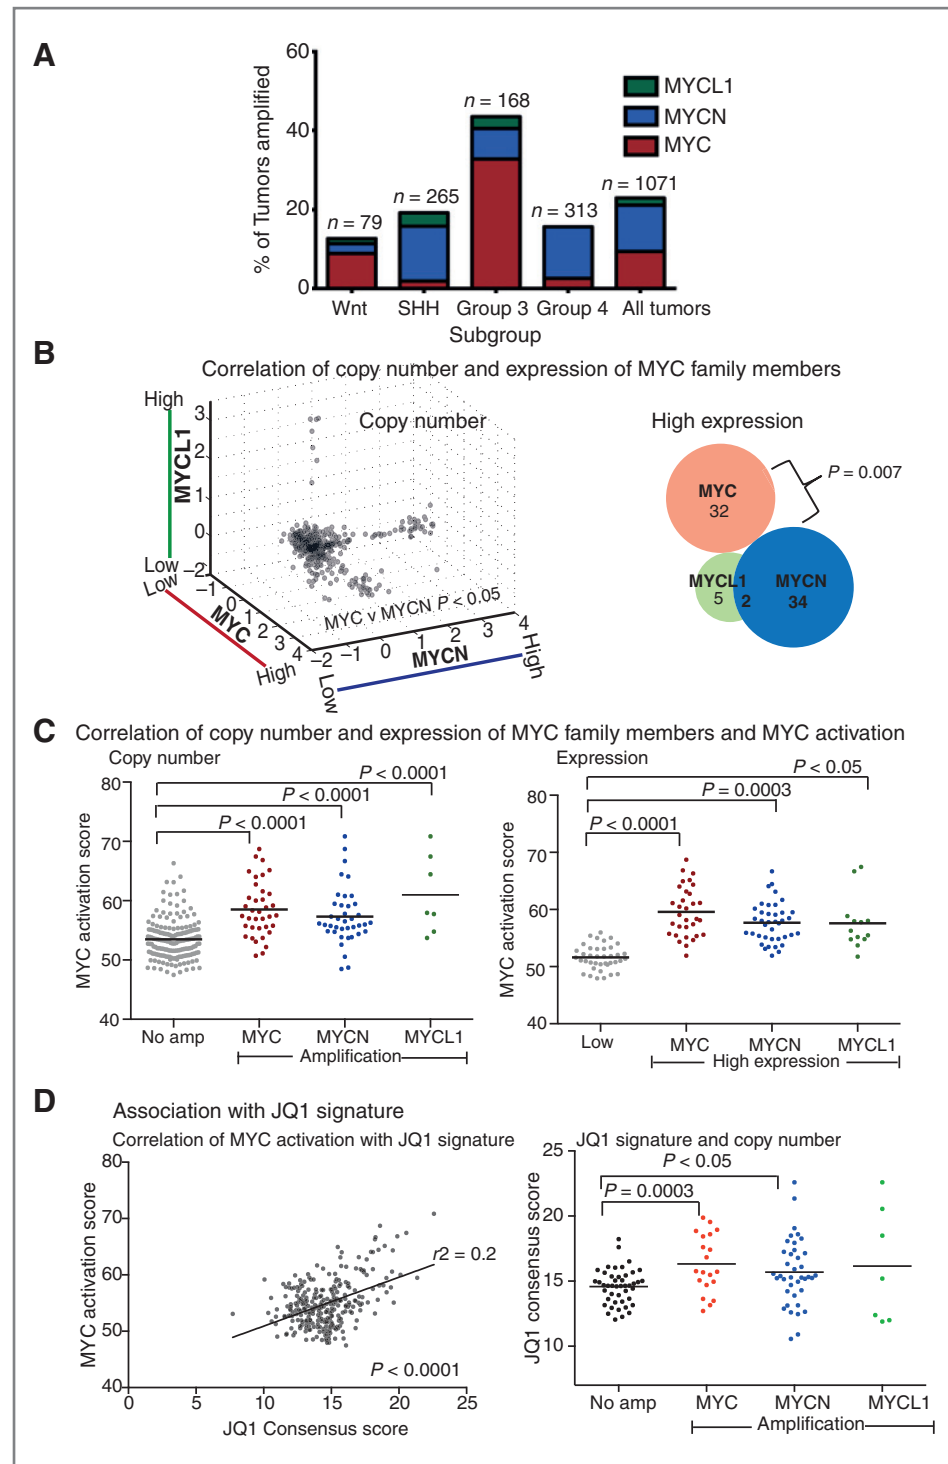 A
60
40
20
0
% of Tumors amplified
n = 79
n = 265
n = 168
n = 313
n = 1071
MYCL1
MYCN
MYC
Wnt
SHH
Group 3
Group 4
All tumors
Subgroup
B
Correlation of copy number and expression of MYC family members
High
Copy number
3
2
1
0
–2
MYCL1
Low
Low
–1
0
1
2
3
4
MYC
High
MYC v MYCN P < 0.05
–2
–1
0
1
2
3
4
MYCN
Low
High
High expression
MYC
32
P = 0.007
MYCL1
5
2
MYCN
34
C
Correlation of copy number and expression of MYC family members and MYC activation
Copy number
80
70
60
50
40
MYC activation score
P < 0.0001
P < 0.0001
P < 0.0001
No amp
MYC
MYCN
MYCL1
Amplification
Expression
80
70
60
50
40
MYC activation score
P < 0.05
P = 0.0003
P < 0.0001
Low
MYC
MYCN
MYCL1
High expression
D
Association with JQ1 signature
Correlation of MYC activation with JQ1 signature
80
70
60
50
40
MYC activation score
r2 = 0.2
P < 0.0001
0
5
10
15
20
25
JQ1 Consensus score
JQ1 signature and copy number
25
20
15
10
JQ1 consensus score
P < 0.05
P = 0.0003
No amp
MYC
MYCN
MYCL1
Amplification